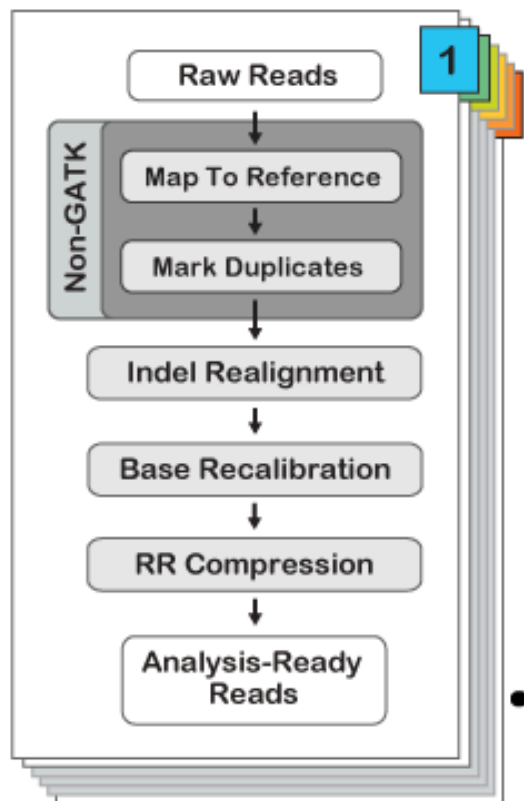 1
Raw Reads
Non-GATK
Map To Reference
Mark Duplicates
Indel Realignment
Base Recalibration
RR Compression
Analysis-Ready
Reads
•